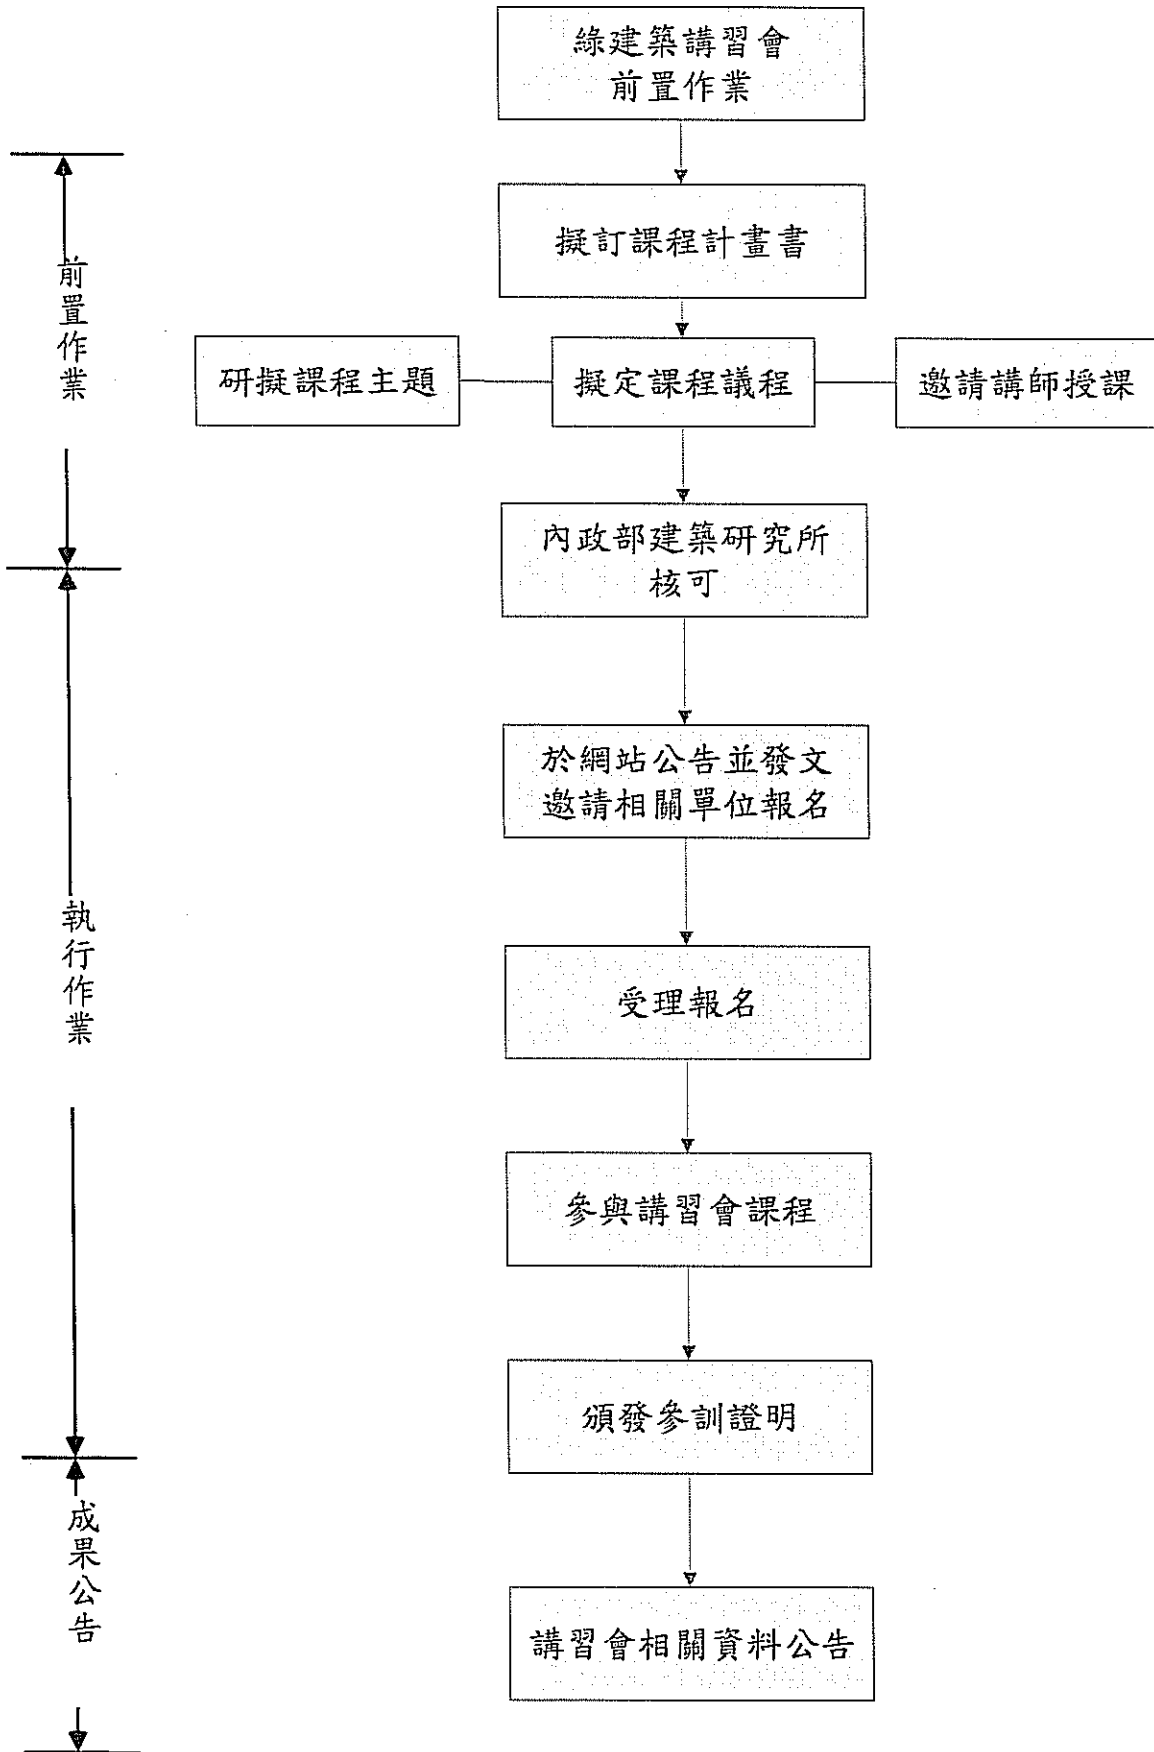 綠建築講習會
前置作業
擬訂課程計畫書
前置作業
研擬課程主題
擬定課程議程
邀請講師授課
內政部建築研究所
核可
於網站公告並發文
邀請相關單位報名
執行作業
受理報名
參與講習會課程
頒發參訓證明
成果公告
講習會相關資料公告